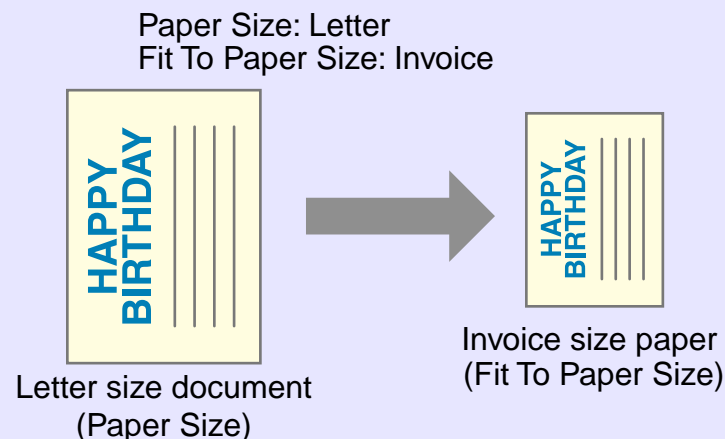 Paper Size: Letter
Fit To Paper Size: Invoice
HAPPY
BIRTHDAY
HAPPY
BIRTHDAY
Letter size document
(Paper Size)
Invoice size paper
(Fit To Paper Size)